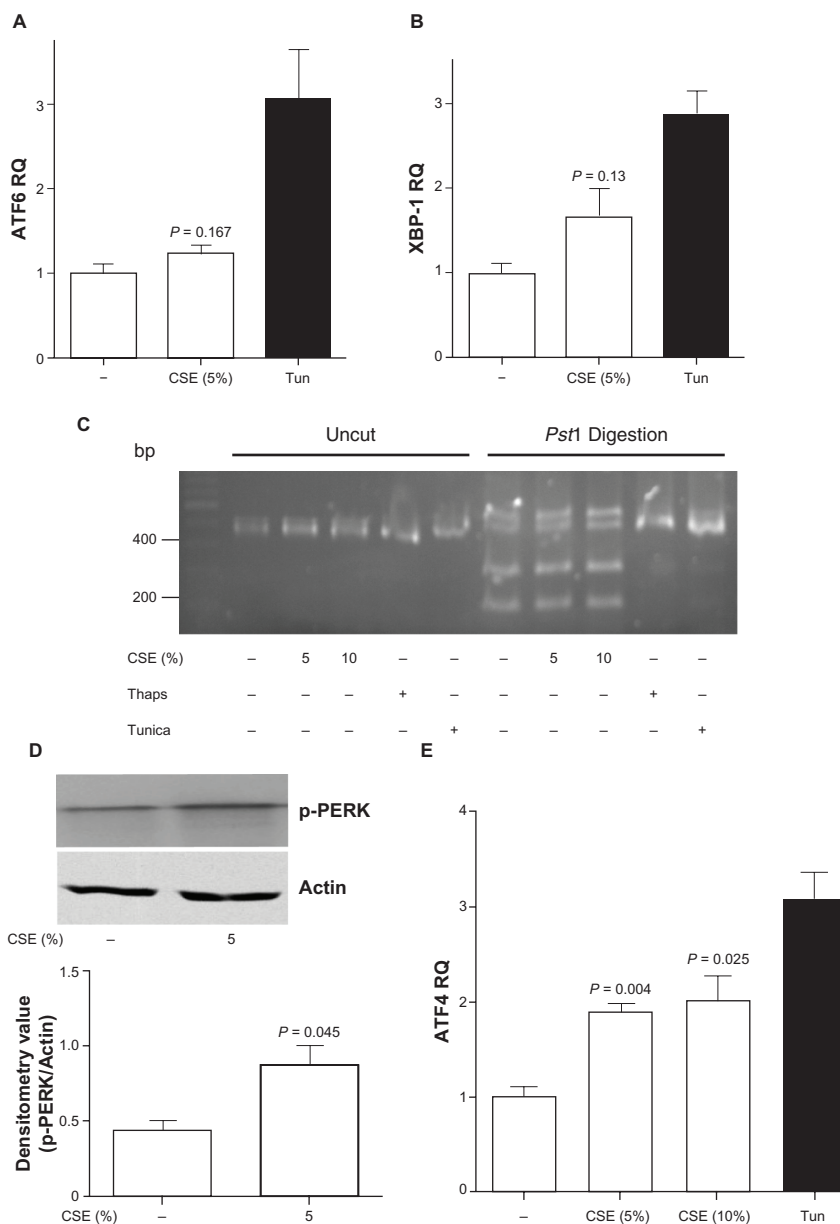 A
ATF6 RQ
3
2
1
0
P = 0.167
– CSE (5%) Tun
B
XBP-1 RQ
3
2
1
0
P = 0.13
– CSE (5%) Tun
C
Uncut Pst1 Digestion
bp
400
200
CSE (%) – 5 10 – – – 5 10 – –
Thaps – – – + – – – – + –
Tunica – – – – + – – – – +
D
p-PERK
Actin
CSE (%) – 5
Densitometry value
(p-PERK/Actin)
1.5
1.0
0.5
0
P = 0.045
CSE (%) – 5
E
ATF4 RQ
4
3
2
1
0
P = 0.004
P = 0.025
– CSE (5%) CSE (10%) Tun